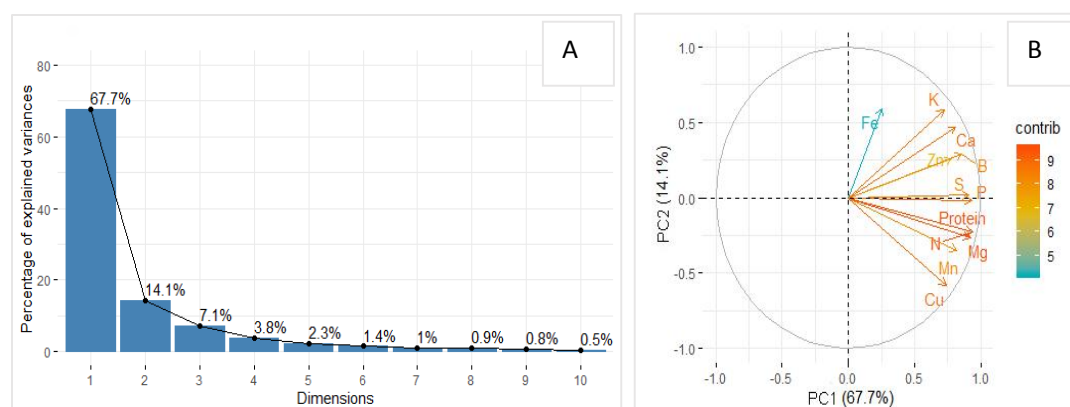 A
Percentage of explained variances
80
60
40
20
0
67.7%
14.1%
7.1%
3.8%
2.3%
1.4%
1%
0.9%
0.8%
0.5%
1 2 3 4 5 6 7 8 9 10
Dimensions
B
PC2 (14.1%)
1.0
0.5
0.0
-0.5
-1.0
K
Fe
Ca
Zn
B
S
P
Protein
N
Mg
Mn
Cu
-1.0 -0.5 0.0 0.5 1.0
PC1 (67.7%)
contrib
9
8
7
6
5